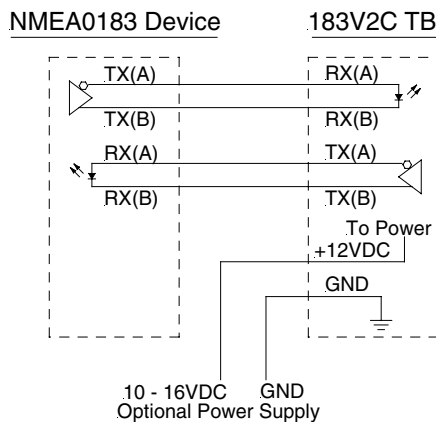 NMEA0183 Device
183V2C TB
TX(A)
RX(A)
TX(B)
RX(B)
RX(A)
TX(A)
RX(B)
TX(B)
To Power
+12VDC
GND
10 - 16VDC
GND
Optional Power Supply